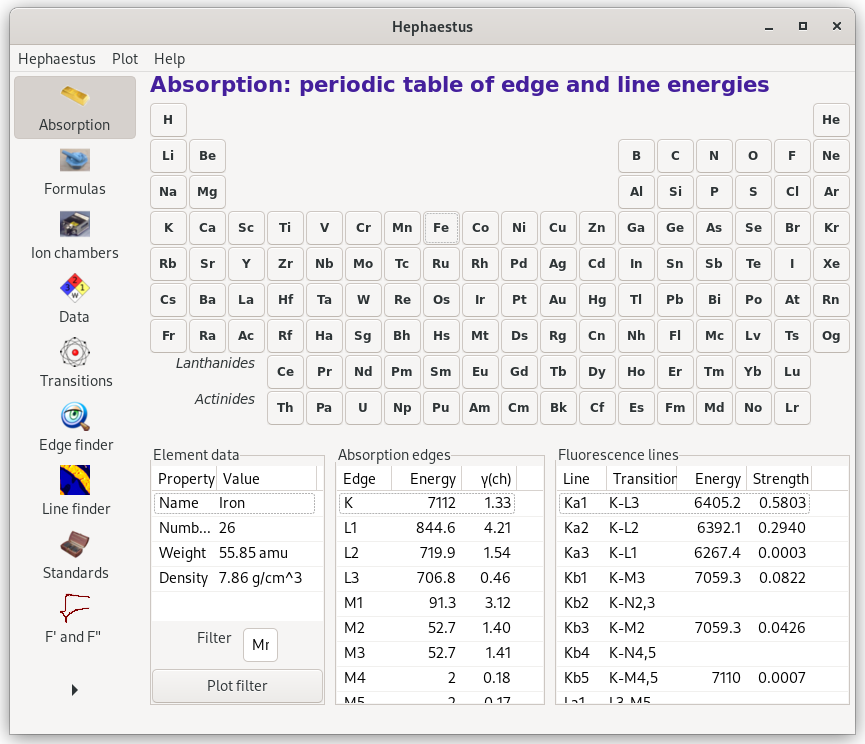 Hephaestus
Hephaestus Plot Help
Absorption
Formulas
Ion chambers
Data
Transitions
Edge finder
Line finder
Standards
F' and F"
Absorption: periodic table of edge and line energies
H He
Li Be B C N O F Ne
Na Mg Al Si P S Cl Ar
K Ca Sc Ti V Cr Mn Fe Co Ni Cu Zn Ga Ge As Se Br Kr
Rb Sr Y Zr Nb Mo Tc Ru Rh Pd Ag Cd In Sn Sb Te I Xe
Cs Ba La Hf Ta W Re Os Ir Pt Au Hg Tl Pb Bi Po At Rn
Fr Ra Ac Rf Ha Sg Bh Hs Mt Ds Rg Cn Nh Fl Mc Lv Ts Og
Lanthanides Ce Pr Nd Pm Sm Eu Gd Tb Dy Ho Er Tm Yb Lu
Actinides Th Pa U Np Pu Am Cm Bk Cf Es Fm Md No Lr
Element data
Property Value
Name Iron
Numb... 26
Weight 55.85 amu
Density 7.86 g/cm^3
Filter
Plot filter
Absorption edges
Edge Energy γ(ch)
K 7112 1.33
L1 844.6 4.21
L2 719.9 1.54
L3 706.8 0.46
M1 91.3 3.12
M2 52.7 1.40
M3 52.7 1.41
M4 2 0.18
M5 2 0.17
Fluorescence lines
Line Transition Energy Strength
Ka1 K-L3 6405.2 0.5803
Ka2 K-L2 6392.1 0.2940
Ka3 K-L1 6267.4 0.0003
Kb1 K-M3 7059.3 0.0822
Kb2 K-N2,3
Kb3 K-M2 7059.3 0.0426
Kb4 K-N4,5
Kb5 K-M4,5 7110 0.0007
La1 L3-M5